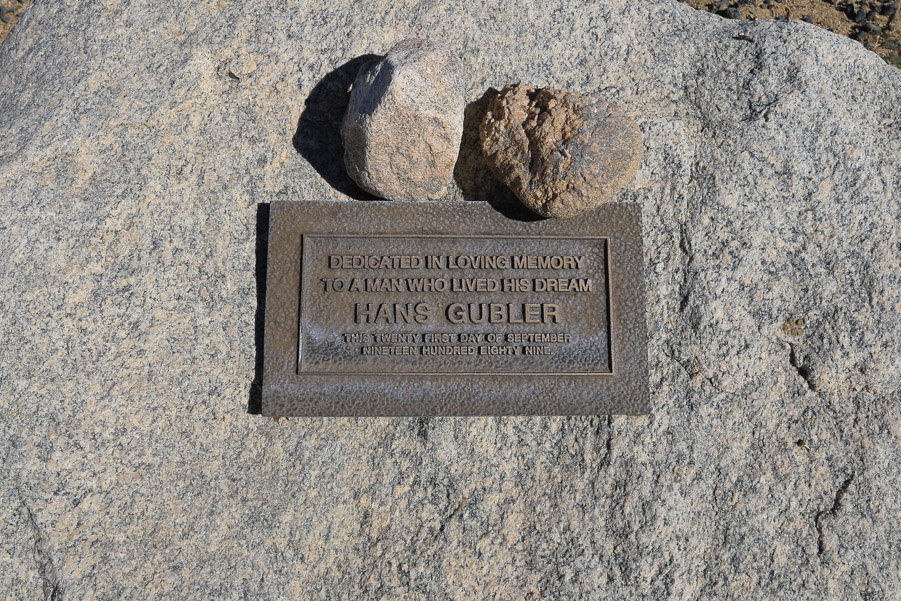 DEDICATED IN LOVING MEMORY
TO A MAN WHO LIVED HIS DREAM
HANS GUBLER
THIS TWENTY FIRST DAY OF SEPTEMBER
NINETEEN HUNDRED EIGHTY NINE